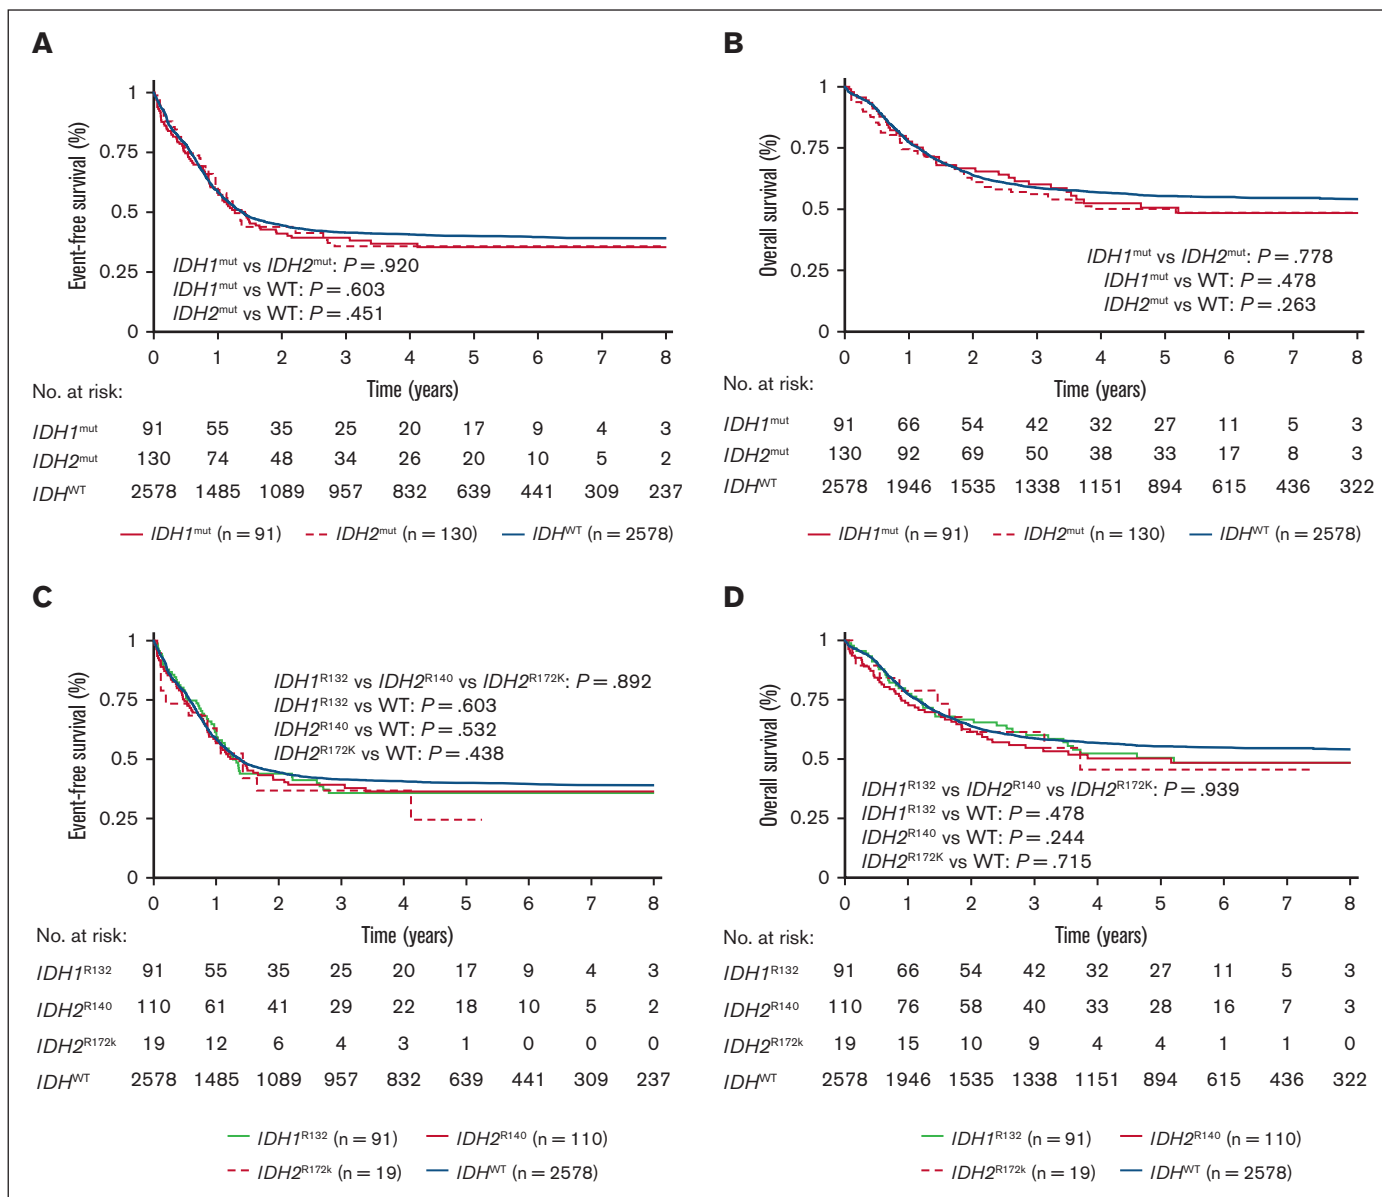 A
Event-free survival (%)
1
0.75
0.5
0.25
0
IDH1mut vs IDH2mut: P = .920
IDH1mut vs WT: P = .603
IDH2mut vs WT: P = .451
0 1 2 3 4 5 6 7 8
No. at risk: Time (years)
IDH1mut 91 55 35 25 20 17 9 4 3
IDH2mut 130 74 48 34 26 20 10 5 2
IDHWT 2578 1485 1089 957 832 639 441 309 237
IDH1mut (n = 91) IDH2mut (n = 130) IDHWT (n = 2578)
B
Overall survival (%)
1
0.75
0.5
0.25
0
IDH1mut vs IDH2mut: P = .778
IDH1mut vs WT: P = .478
IDH2mut vs WT: P = .263
0 1 2 3 4 5 6 7 8
No. at risk: Time (years)
IDH1mut 91 66 54 42 32 27 11 5 3
IDH2mut 130 92 69 50 38 33 17 8 3
IDHWT 2578 1946 1535 1338 1151 894 615 436 322
IDH1mut (n = 91) IDH2mut (n = 130) IDHWT (n = 2578)
C
Event-free survival (%)
1
0.75
0.5
0.25
0
IDH1R132 vs IDH2R140 vs IDH2R172K: P = .892
IDH1R132 vs WT: P = .603
IDH2R140 vs WT: P = .532
IDH2R172K vs WT: P = .438
0 1 2 3 4 5 6 7 8
No. at risk: Time (years)
IDH1R132 91 55 35 25 20 17 9 4 3
IDH2R140 110 61 41 29 22 18 10 5 2
IDH2R172k 19 12 6 4 3 1 0 0 0
IDHWT 2578 1485 1089 957 832 639 441 309 237
IDH1R132 (n = 91) IDH2R140 (n = 110)
IDH2R172k (n = 19) IDHWT (n = 2578)
D
Overall survival (%)
1
0.75
0.5
0.25
0
IDH1R132 vs IDH2R140 vs IDH2R172K: P = .939
IDH1R132 vs WT: P = .478
IDH2R140 vs WT: P = .244
IDH2R172K vs WT: P = .715
0 1 2 3 4 5 6 7 8
No. at risk: Time (years)
IDH1R132 91 66 54 42 32 27 11 5 3
IDH2R140 110 76 58 40 33 28 16 7 3
IDH2R172k 19 15 10 9 4 4 1 1 0
IDHWT 2578 1946 1535 1338 1151 894 615 436 322
IDH1R132 (n = 91) IDH2R140 (n = 110)
IDH2R172k (n = 19) IDHWT (n = 2578)